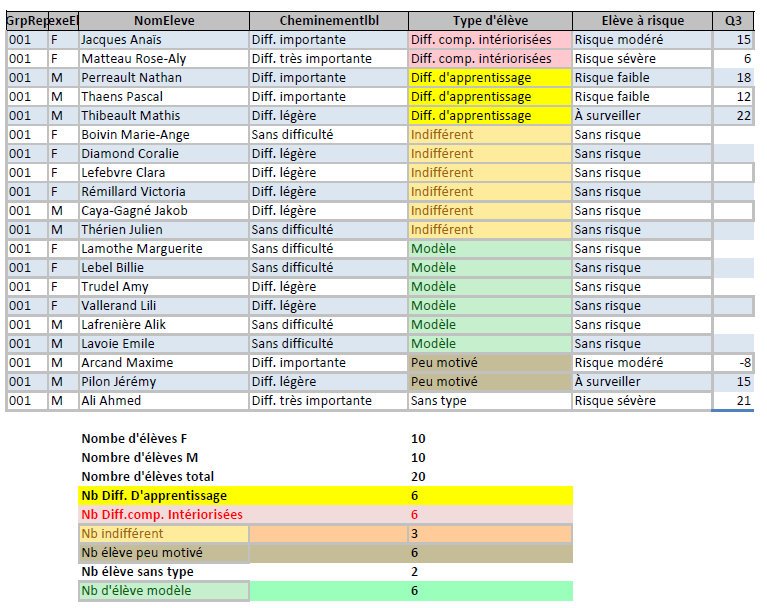 GrpRep exeEl NomEleve Cheminementlbl Type d'élève Elève à risque Q3
001 F Jacques Anaïs Diff. importante Diff. comp. intériorisées Risque modéré 15
001 F Matteau Rose-Aly Diff. très importante Diff. comp. intériorisées Risque sévère 6
001 M Perreault Nathan Diff. importante Diff. d'apprentissage Risque faible 18
001 M Thaens Pascal Diff. importante Diff. d'apprentissage Risque faible 12
001 M Thibeault Mathis Diff. légère Diff. d'apprentissage À surveiller 22
001 F Boivin Marie-Ange Sans difficulté Indifférent Sans risque
001 F Diamond Coralie Diff. légère Indifférent Sans risque
001 F Lefebvre Clara Diff. légère Indifférent Sans risque
001 F Rémillard Victoria Diff. légère Indifférent Sans risque
001 M Caya-Gagné Jakob Diff. légère Indifférent Sans risque
001 M Thérien Julien Sans difficulté Indifférent Sans risque
001 F Lamothe Marguerite Sans difficulté Modèle Sans risque
001 F Lebel Billie Sans difficulté Modèle Sans risque
001 F Trudel Amy Diff. légère Modèle Sans risque
001 F Vallerand Lili Diff. légère Modèle Sans risque
001 M Lafrenière Alik Sans difficulté Modèle Sans risque
001 M Lavoie Emile Sans difficulté Modèle Sans risque
001 M Arcand Maxime Diff. importante Peu motivé Risque modéré -8
001 M Pilon Jérémy Diff. légère Peu motivé À surveiller 15
001 M Ali Ahmed Diff. très importante Sans type Risque sévère 21
Nombe d'élèves F 10
Nombre d'élèves M 10
Nombre d'élèves total 20
Nb Diff. D'apprentissage 6
Nb Diff.comp. Intériorisées 6
Nb indifférent 3
Nb élève peu motivé 6
Nb élève sans type 2
Nb d'élève modèle 6